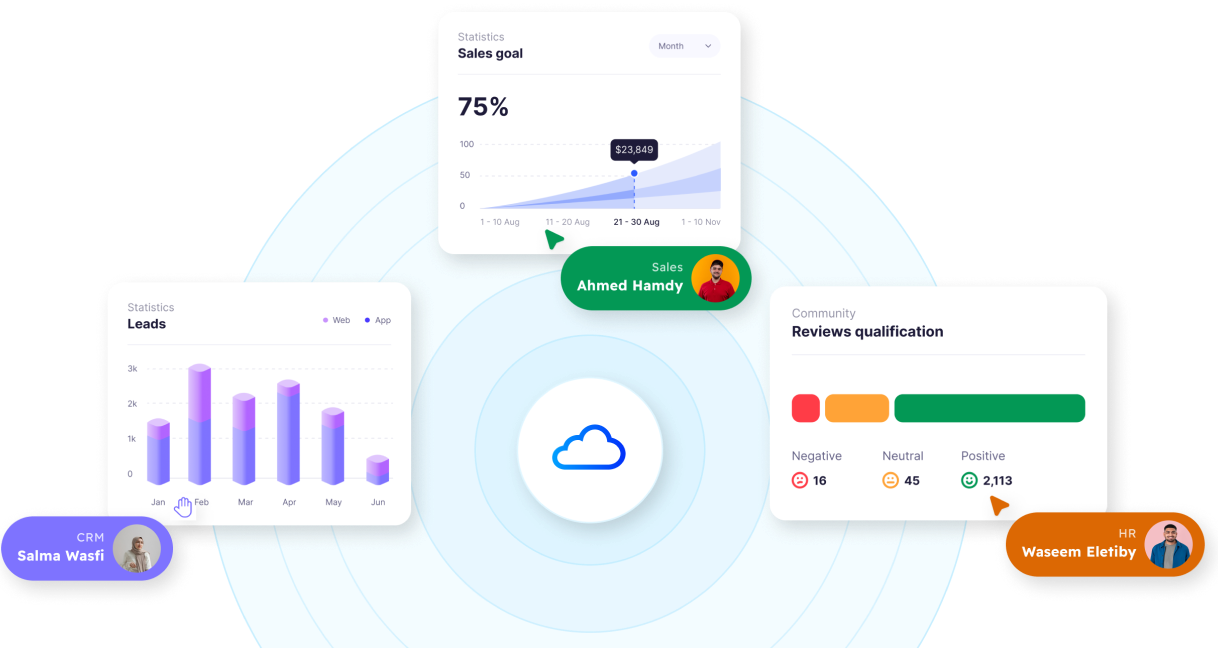 Statistics
Sales goal
Month
75%
100
$23,849
50
0
1 - 10 Aug
11 - 20 Aug
21 - 30 Aug
1 - 10 Nov
Sales
Ahmed Hamdy
Statistics
Leads
Web
App
3k
2k
1k
0
Jan
Feb
Mar
Apr
May
Jun
CRM
Salma Wasfi
Community
Reviews qualification
Negative
Neutral
Positive
16
45
2,113
HR
Waseem Eletiby